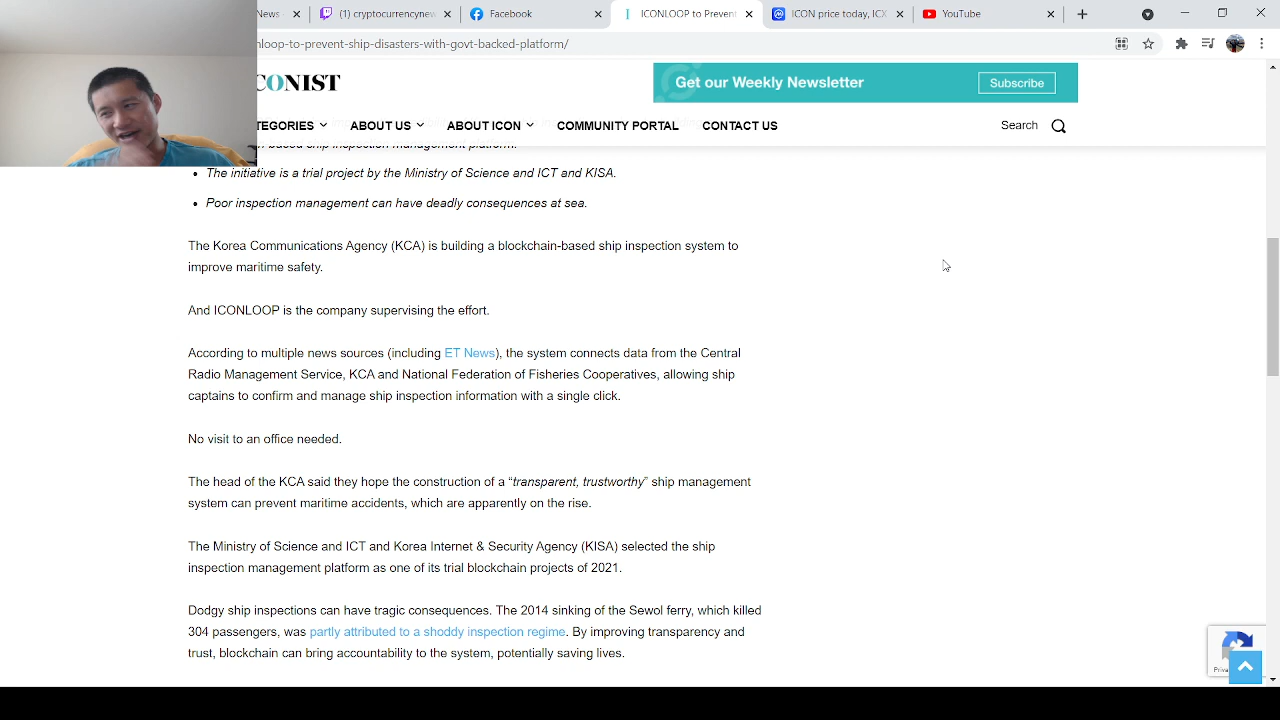 News
(1) cryptocurrencynew
Facebook
ICONLOOP to Prevent
ICON price today, ICX
YouTube
nloop-to-prevent-ship-disasters-with-govt-backed-platform/
CONIST
Get our Weekly Newsletter
Subscribe
TEGORIES
ABOUT US
ABOUT ICON
COMMUNITY PORTAL
CONTACT US
Search
based ship inspection management platform.
• The initiative is a trial project by the Ministry of Science and ICT and KISA.
• Poor inspection management can have deadly consequences at sea.
The Korea Communications Agency (KCA) is building a blockchain-based ship inspection system to
improve maritime safety.
And ICONLOOP is the company supervising the effort.
According to multiple news sources (including ET News), the system connects data from the Central
Radio Management Service, KCA and National Federation of Fisheries Cooperatives, allowing ship
captains to confirm and manage ship inspection information with a single click.
No visit to an office needed.
The head of the KCA said they hope the construction of a “transparent, trustworthy” ship management
system can prevent maritime accidents, which are apparently on the rise.
The Ministry of Science and ICT and Korea Internet & Security Agency (KISA) selected the ship
inspection management platform as one of its trial blockchain projects of 2021.
Dodgy ship inspections can have tragic consequences. The 2014 sinking of the Sewol ferry, which killed
304 passengers, was partly attributed to a shoddy inspection regime. By improving transparency and
trust, blockchain can bring accountability to the system, potentially saving lives.